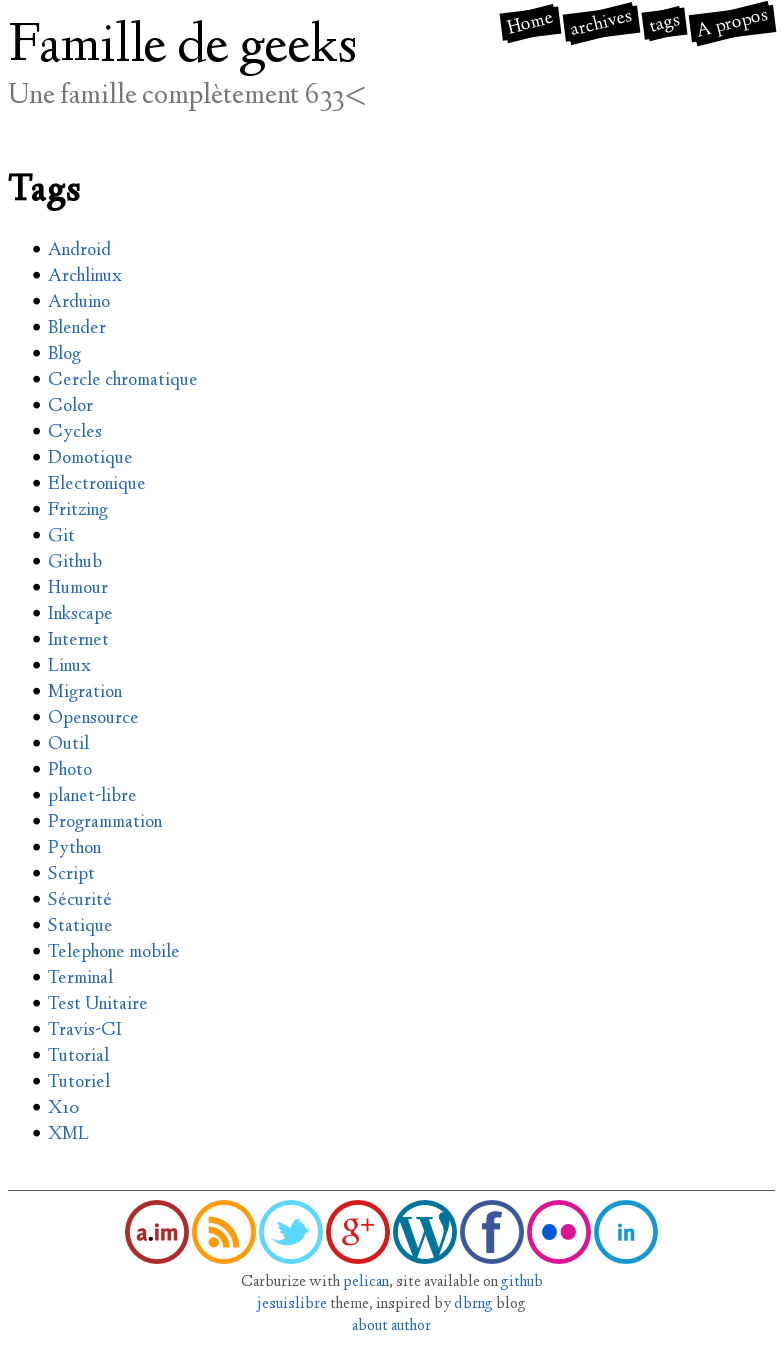 Famille de geeks
Une famille complètement 633<
Home
archives
tags
A propos
Tags
Android
Archlinux
Arduino
Blender
Blog
Cercle chromatique
Color
Cycles
Domotique
Electronique
Fritzing
Git
Github
Humour
Inkscape
Internet
Linux
Migration
Opensource
Outil
Photo
planet-libre
Programmation
Python
Script
Sécurité
Statique
Telephone mobile
Terminal
Test Unitaire
Travis-CI
Tutorial
Tutoriel
X10
XML
a.im
g+
W
f
in
Carburize with pelican, site available on github
jesuislibre theme, inspired by dbrng blog
about author